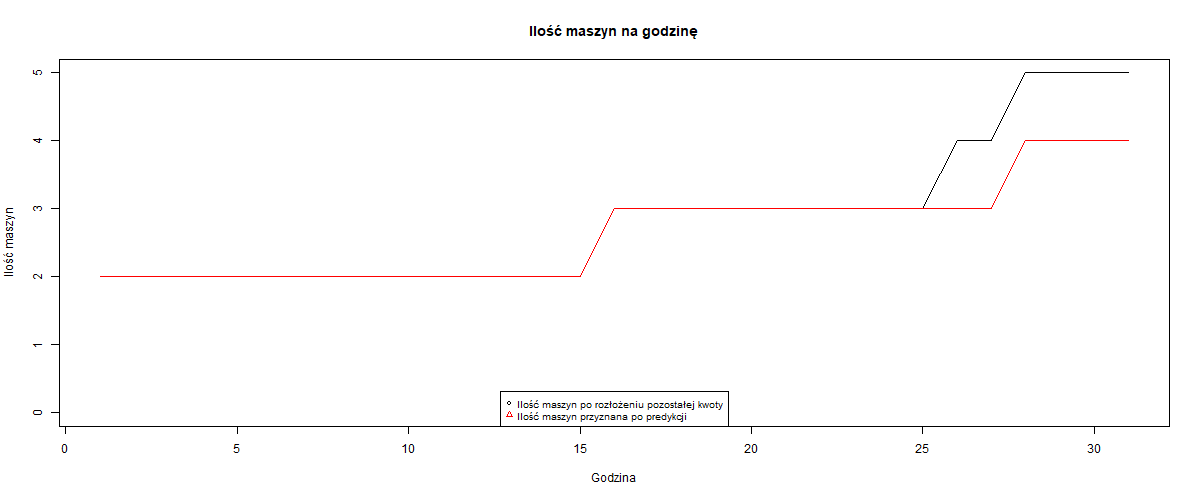 Ilość maszyn na godzinę
Ilość maszyn
5
4
3
2
1
0
Ilość maszyn po rozłożeniu pozostałej kwoty
Ilość maszyn przyznana po predykcji
0 5 10 15 20 25 30
Godzina